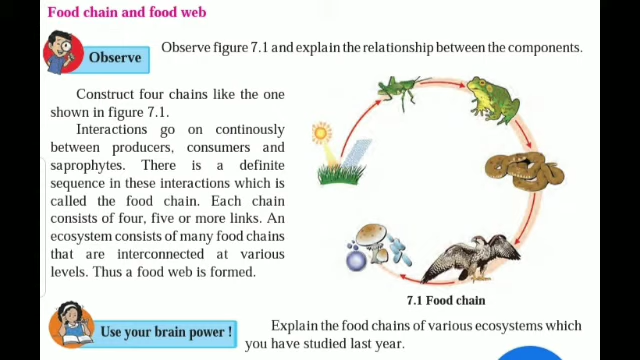 Food chain and food web
Observe
Observe figure 7.1 and explain the relationship between the components.
Construct four chains like the one
shown in figure 7.1.
Interactions go on continously
between producers, consumers and
saprophytes. There is a definite
sequence in these interactions which is
called the food chain. Each chain
consists of four, five or more links. An
ecosystem consists of many food chains
that are interconnected at various
levels. Thus a food web is formed.
7.1 Food chain
Use your brain power !
Explain the food chains of various ecosystems which
you have studied last year.